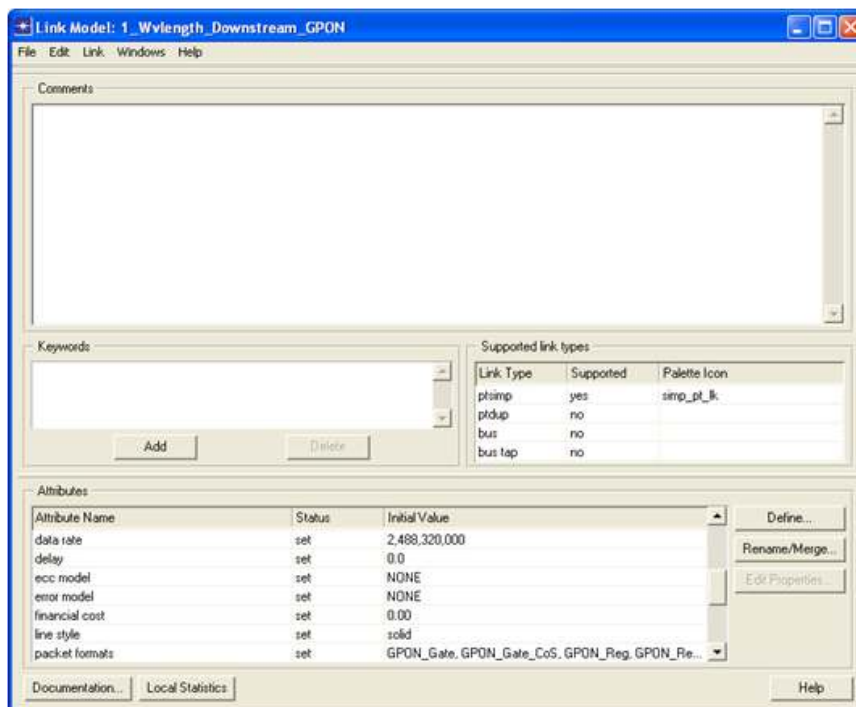 Link Model: 1_Wvlength_Downstream_GPON
File Edit Link Windows Help
Comments
Keywords
Add Delete
Supported link types
Link Type Supported Palette Icon
ptsimp yes simp_pt_lk
ptdup no
bus no
bus tap no
Attributes
Attribute Name Status Initial Value
data rate set 2,488,320,000
delay set 0.0
ecc model set NONE
error model set NONE
financial cost set 0.00
line style set solid
packet formats set GPON_Gate, GPON_Gate_CoS, GPON_Reg, GPON_Re...
Define...
Rename/Merge...
Edit Properties...
Documentation... Local Statistics Help